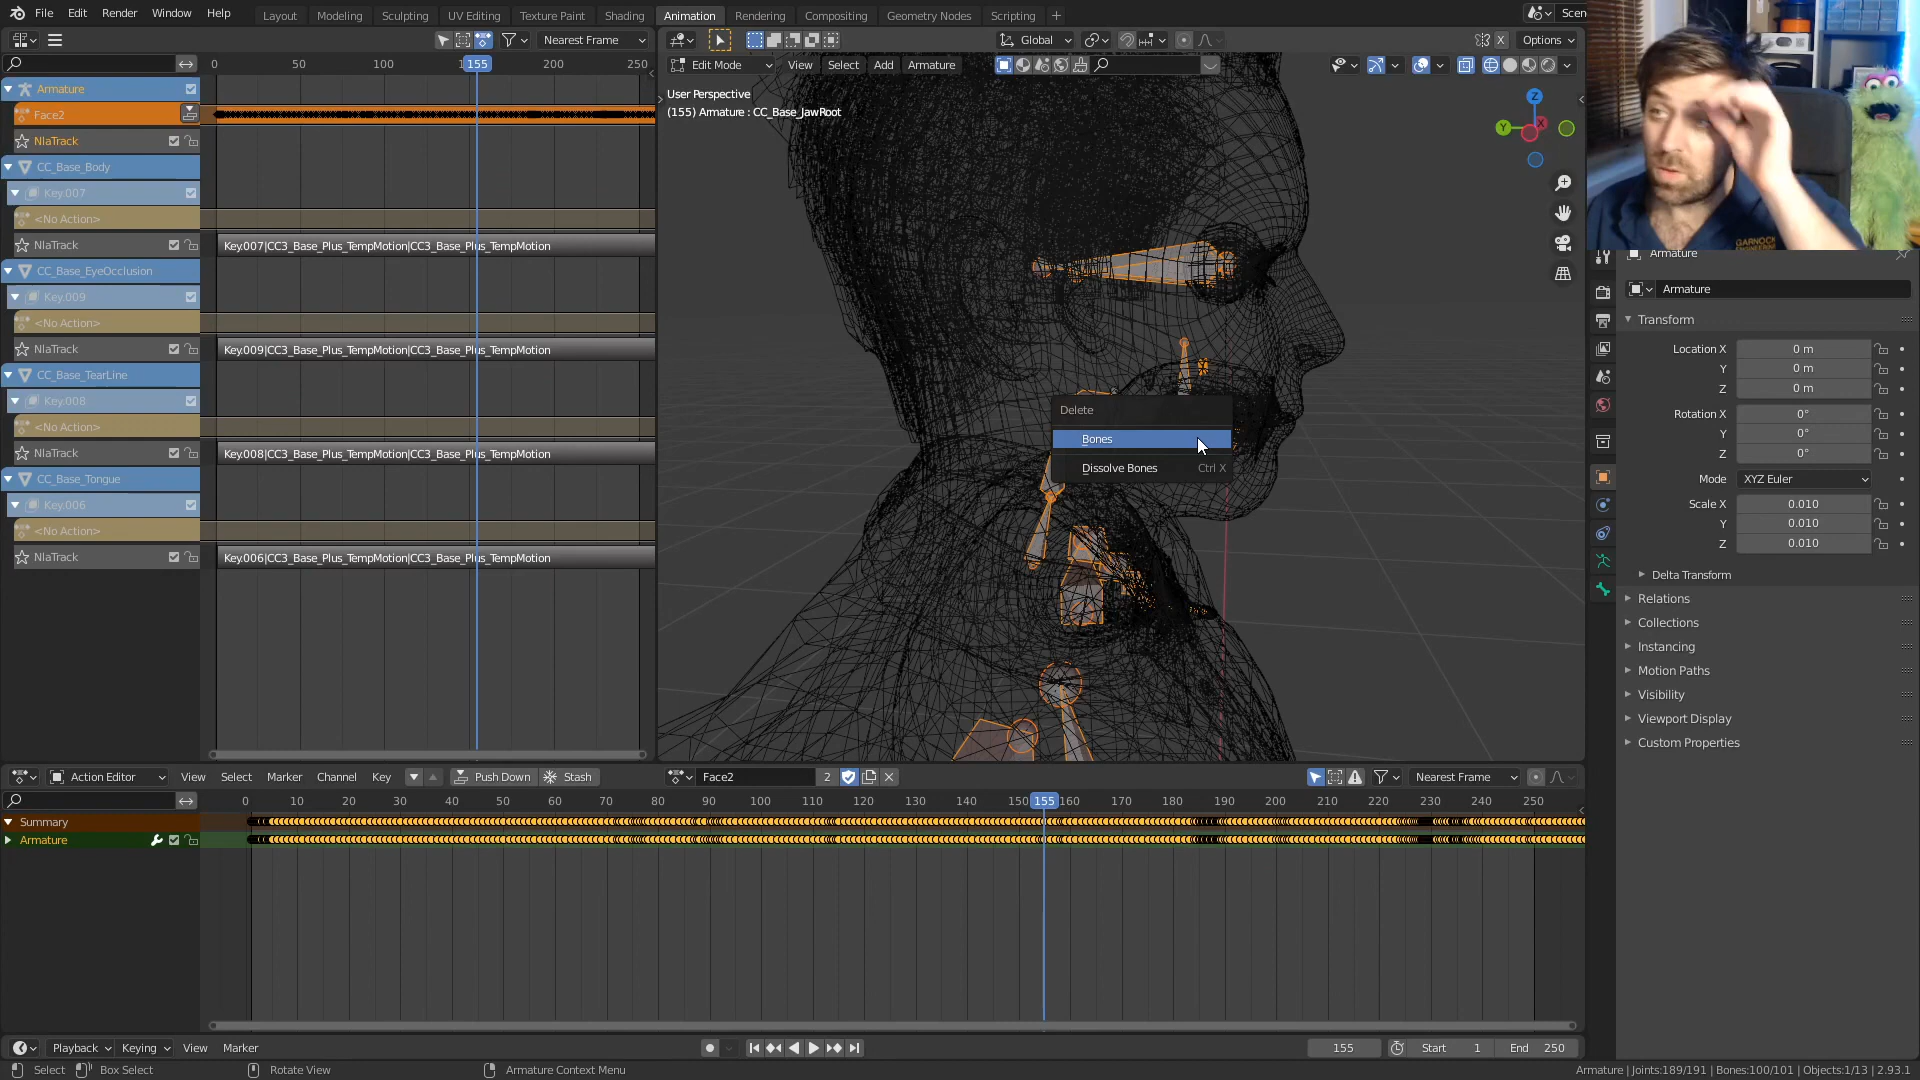 File Edit Render Window Help Layout Modeling Sculpting UV Editing Texture Paint Shading Animation Rendering Compositing Geometry Nodes Scripting + Scen
Nearest Frame Global X Options
0 50 100 155 200 250
Edit Mode View Select Add Armature
User Perspective
(155) Armature : CC_Base_JawRoot
Z
Y
X
Armature
Face2
NlaTrack
CC_Base_Body
Key.007
<No Action>
NlaTrack Key.007|CC3_Base_Plus_TempMotion|CC3_Base_Plus_TempMotion
CC_Base_EyeOcclusion
Key.009
<No Action>
NlaTrack Key.009|CC3_Base_Plus_TempMotion|CC3_Base_Plus_TempMotion
CC_Base_TearLine
Key.008
<No Action>
NlaTrack Key.008|CC3_Base_Plus_TempMotion|CC3_Base_Plus_TempMotion
CC_Base_Tongue
Key.006
<No Action>
NlaTrack Key.006|CC3_Base_Plus_TempMotion|CC3_Base_Plus_TempMotion
Delete
Bones
Dissolve Bones Ctrl X
GARNOCK
Armature
Armature
Transform
Location X 0 m
Y 0 m
Z 0 m
Rotation X 0°
Y 0°
Z 0°
Mode XYZ Euler
Scale X 0.010
Y 0.010
Z 0.010
Delta Transform
Relations
Collections
Instancing
Motion Paths
Visibility
Viewport Display
Custom Properties
Action Editor View Select Marker Channel Key Push Down Stash Face2 2 Nearest Frame
0 10 20 30 40 50 60 70 80 90 100 110 120 130 140 150 155 160 170 180 190 200 210 220 230 240 250
Summary
Armature
Playback Keying View Marker 155 Start 1 End 250
Select Box Select Rotate View Armature Context Menu Armature | Joints:189/191 | Bones:100/101 | Objects:1/13 | 2.93.1